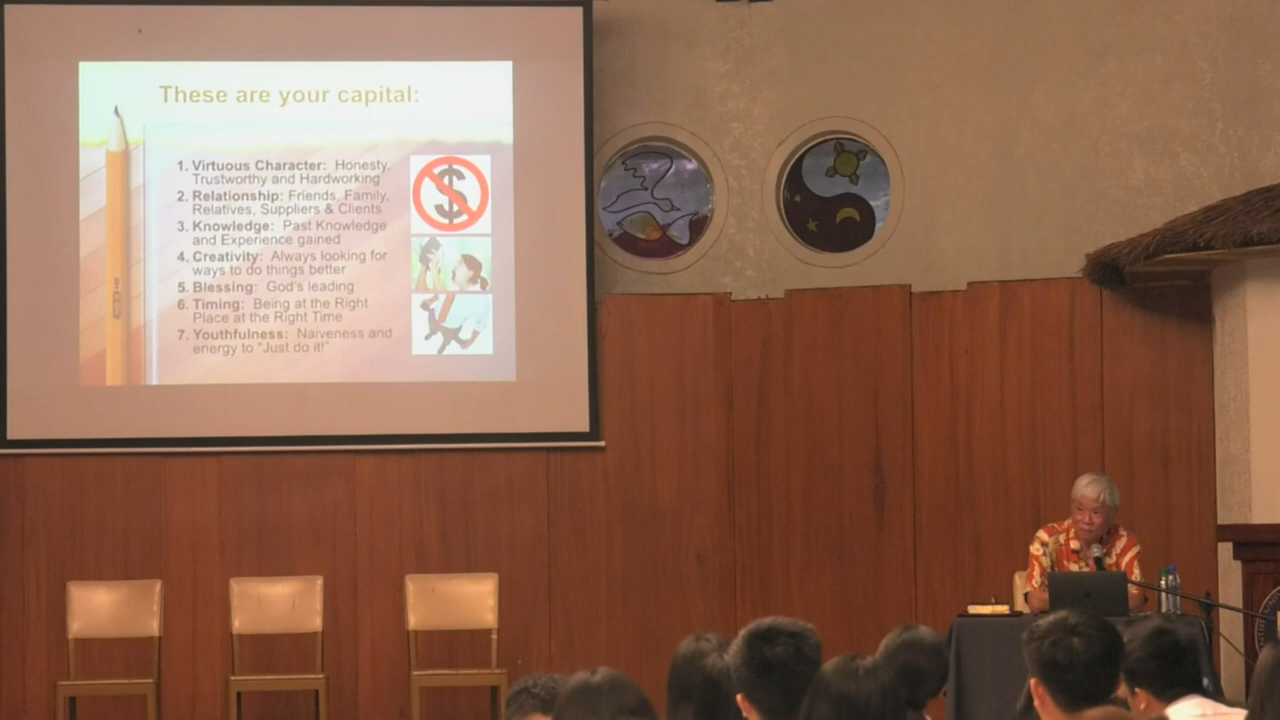 These are your capital:
1. Virtuous Character: Honesty,
Trustworthy and Hardworking
2. Relationship: Friends, Family,
Relatives, Suppliers & Clients
3. Knowledge: Past Knowledge
and Experience gained
4. Creativity: Always looking for
ways to do things better
5. Blessing: God's leading
6. Timing: Being at the Right
Place at the Right Time
7. Youthfulness: Naiveness and
energy to "Just do it!"